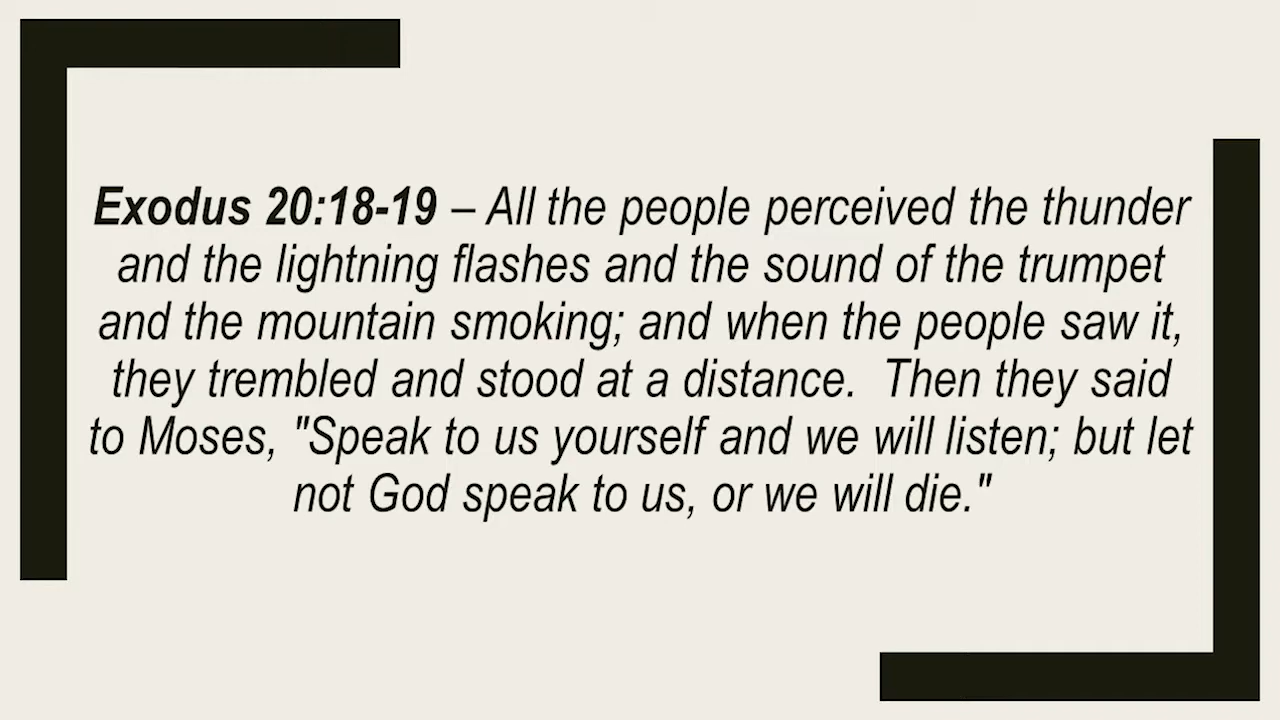 Exodus 20:18-19 – All the people perceived the thunder
and the lightning flashes and the sound of the trumpet
and the mountain smoking; and when the people saw it,
they trembled and stood at a distance.  Then they said
to Moses, "Speak to us yourself and we will listen; but let
not God speak to us, or we will die."